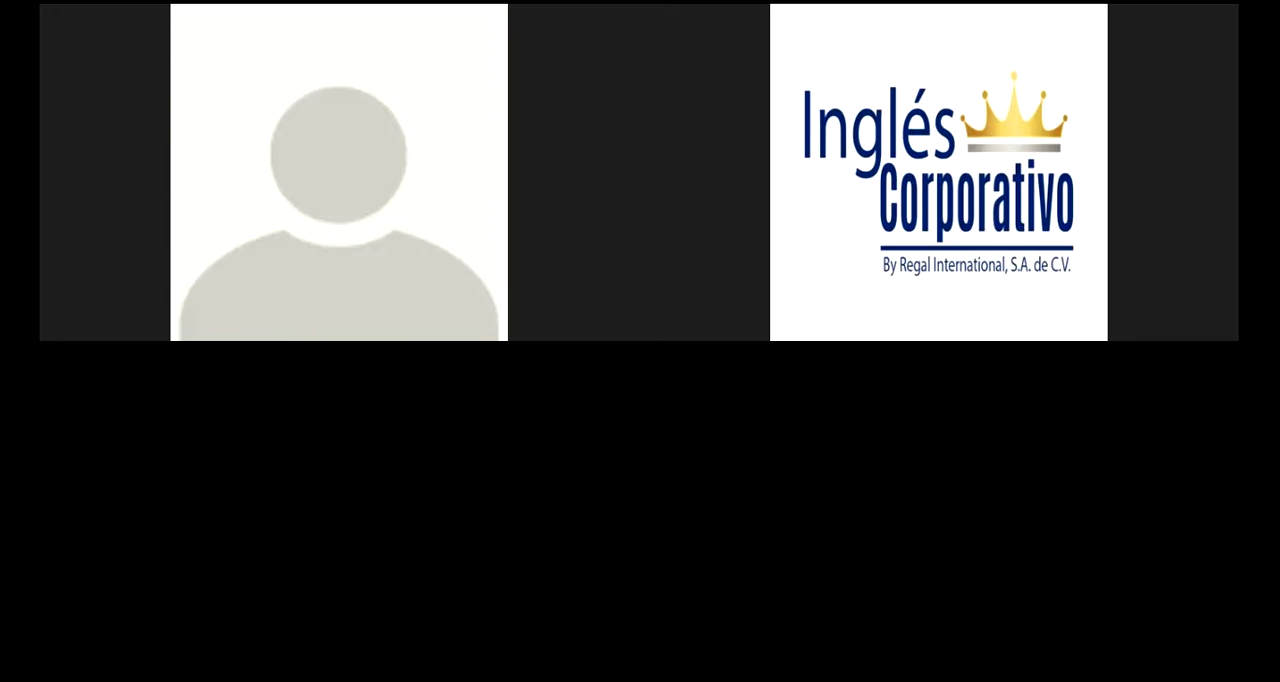 Inglés
Corporativo
By Regal International, S.A. de C.V.